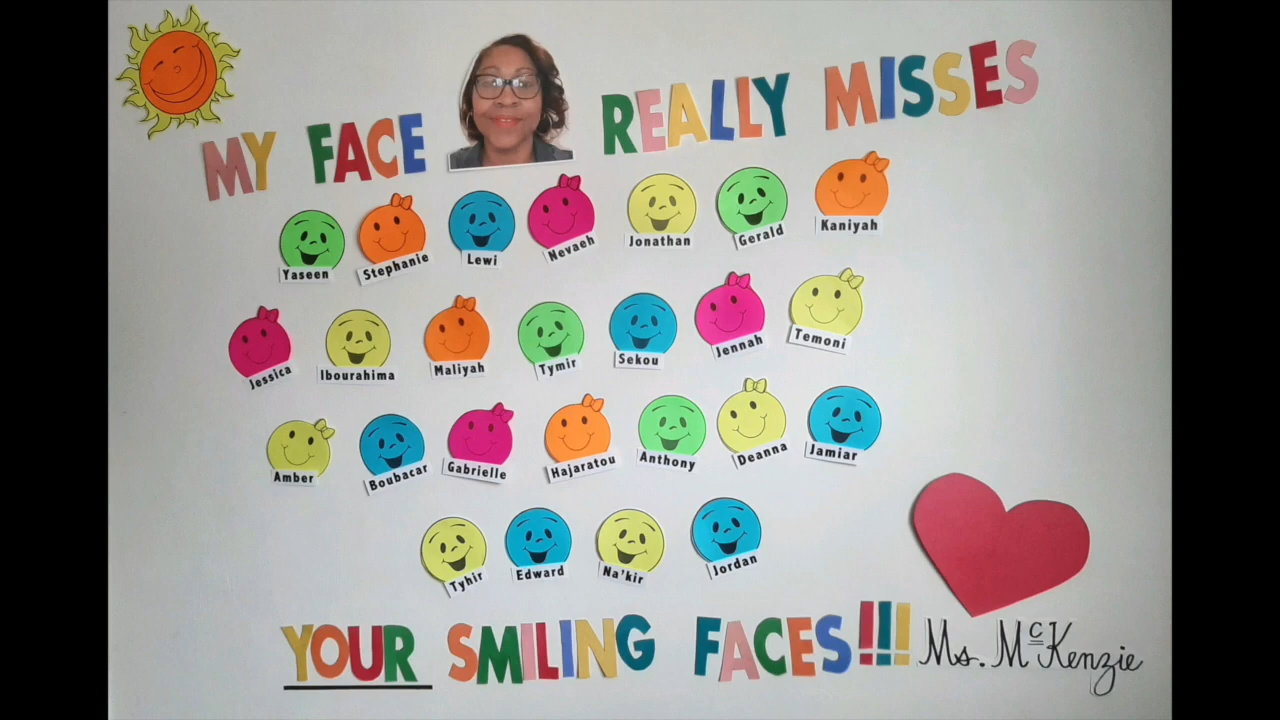 MY FACE REALLY MISSES
Yaseen Stephanie Lewi Nevaeh Jonathan Gerald Kaniyah
Jessica Ibourahima Maliyah Tymir Sekou Jennah Temoni
Amber Boubacar Gabrielle Hajaratou Anthony Deanna Jamiar
Tyhir Edward Na'kir Jordan
YOUR SMILING FACES!!! Ms. McKenzie